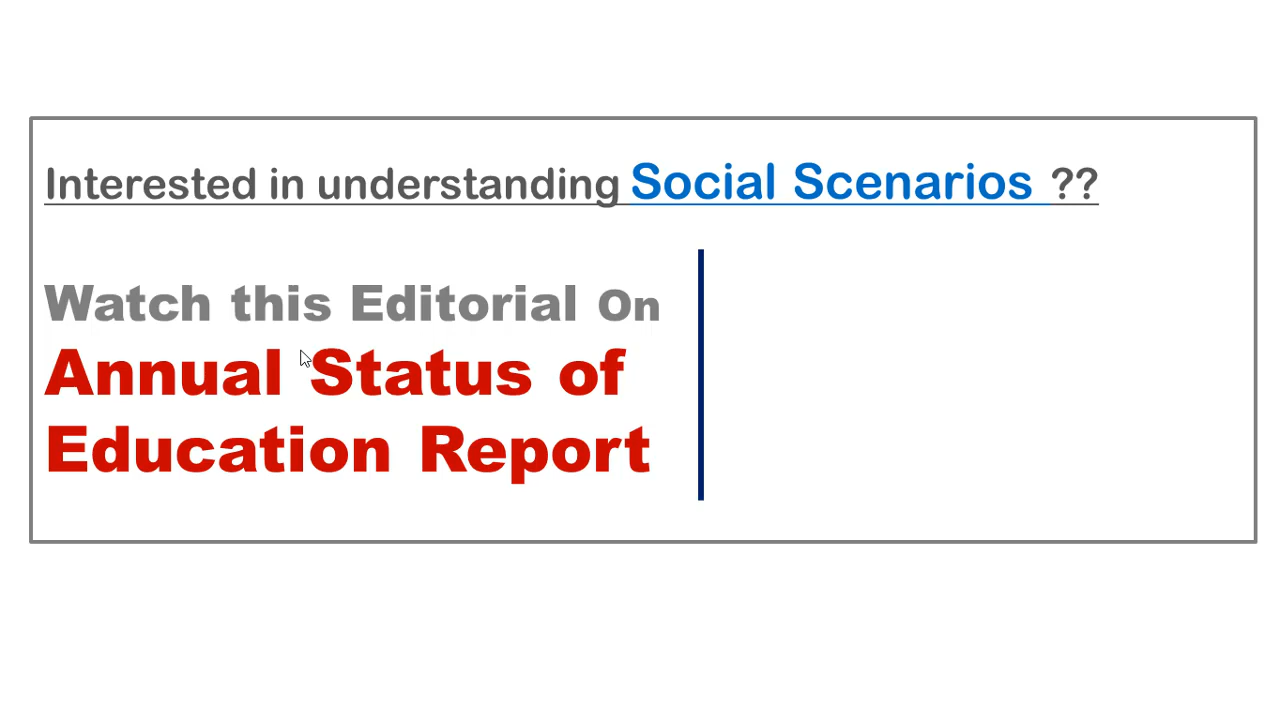 Interested in understanding Social Scenarios ??
Watch this Editorial On
Annual Status of
Education Report